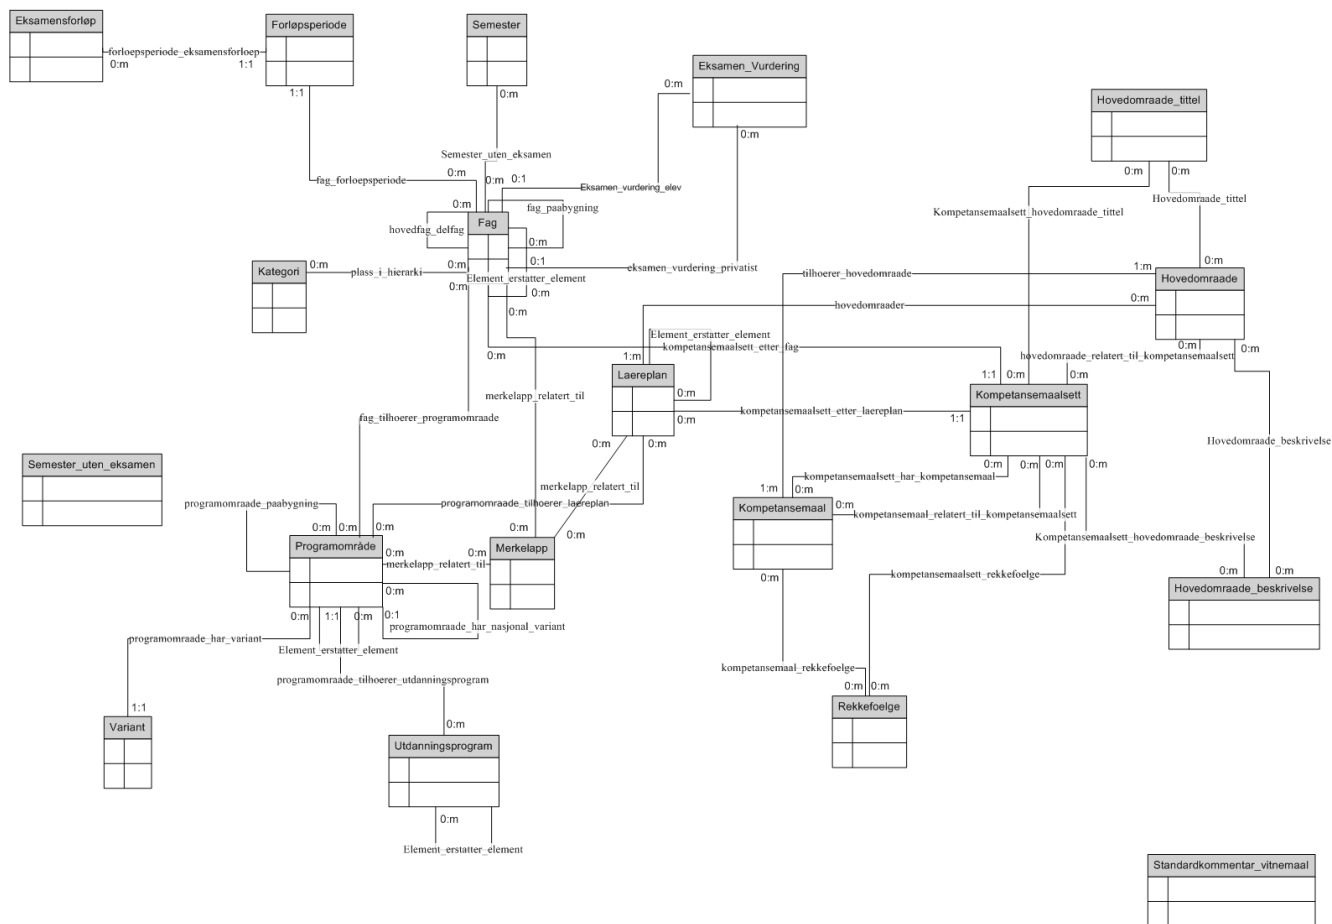 Eksamensforløp
Forløpsperiode
Semester
forloepsperiode_eksamensforloep
0:m
1:1
Eksamen_Vurdering
0:m
1:1
0:m
Hovedomraade_tittel
0:m
Semester_uten_eksamen
0:m
0:m
0:m
0:m
0:1
fag_forloepsperiode
Eksamen_vurdering_elev
Hovedomraade_tittel
0:m
fag_paabygning
Kompetansemaalsett_hovedomraade_tittel
Fag
hovedfag_delfag
0:m
Kategori
0:m
plass_i_hierarki
0:m
0:1
eksamen_vurdering_privatist
tilhoerer_hovedomraade
1:m
0:m
Hovedomraade
Element_erstatter_element
0:m
0:m
0:m
hovedomraader
0:m
Element_erstatter_element
kompetansemaalsett_etter_fag
0:m
1:m
hovedomraade_relatert_til_kompetansemaalsett
0:m
0:m
Laereplan
1:1
0:m
0:m
Kompetansemaalsett
merkelapp_relatert_til
0:m
0:m
kompetansemaalsett_etter_laereplan
1:1
fag_tilhoerer_programomraade
0:m
0:m
Hovedomraade_beskrivelse
Semester_uten_eksamen
0:m
0:m
0:m
0:m
kompetansemaalsett_har_kompetansemaal
merkelapp_relatert_til
1:m
0:m
programomraade_paabygning
programomraade_tilhoerer_laereplan
0:m
Kompetansemaal
kompetansemaal_relatert_til_kompetansemaalsett
0:m
0:m
0:m
0:m
0:m
Kompetansemaalsett_hovedomraade_beskrivelse
Programområde
0:m
0:m
Merkelapp
merkelapp_relatert_til
kompetansemaalsett_rekkefoelge
0:m
0:m
0:m
0:m
Hovedomraade_beskrivelse
0:m
1:1
0:m
0:1
programomraade_har_nasjonal_variant
programomraade_har_variant
Element_erstatter_element
kompetansemaal_rekkefoelge
programomraade_tilhoerer_utdanningsprogram
0:m
0:m
1:1
Rekkefoelge
Variant
0:m
Utdanningsprogram
0:m
Element_erstatter_element
Standardkommentar_vitnemaal